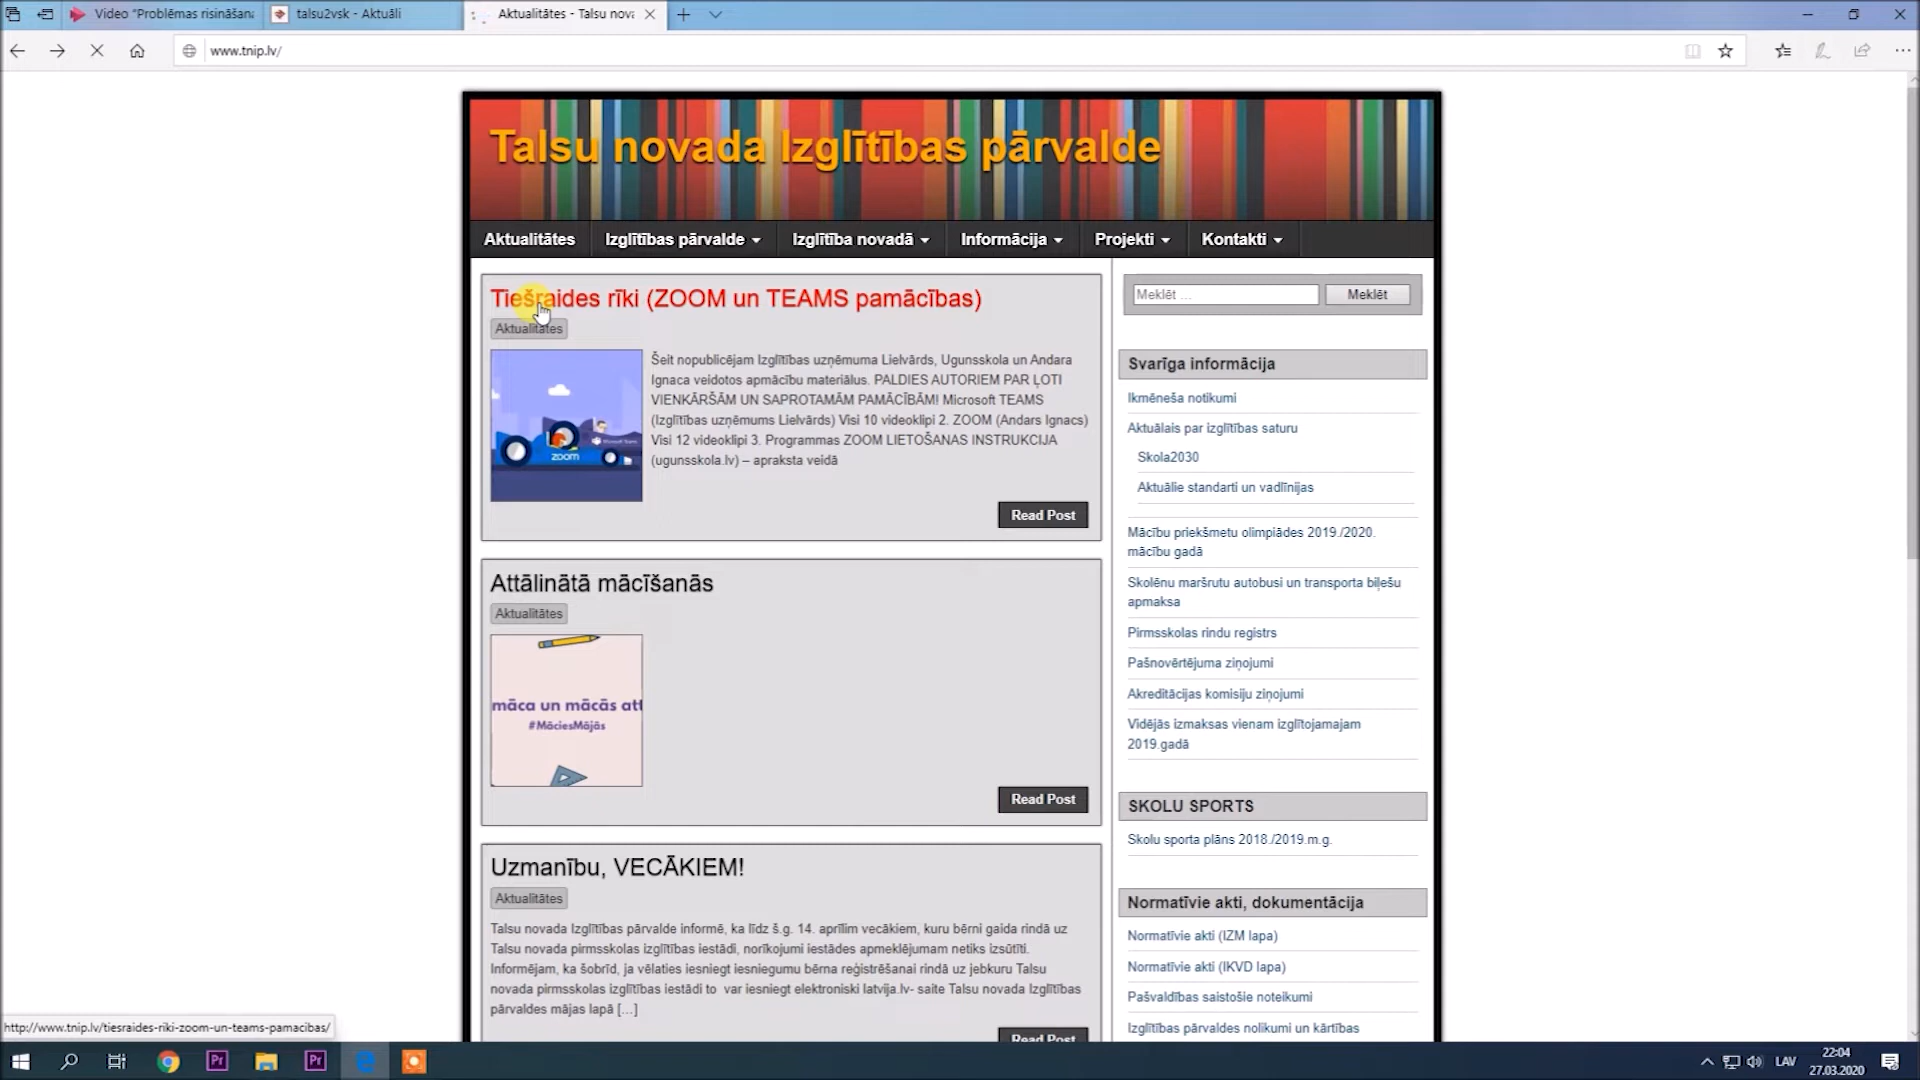 Video "Problēmas risināšana
talsu2vsk - Aktuāli
Aktualitātes - Talsu nova
www.tnip.lv/
Talsu novada Izglītības pārvalde
Aktualitātes
Izglītības pārvalde
Izglītība novadā
Informācija
Projekti
Kontakti
Tiešraides rīki (ZOOM un TEAMS pamācības)
Aktualitātes
Šeit nopublicējam Izglītības uzņēmuma Lielvārds, Ugunsskola un Andara
Ignaca veidotos apmācību materiālus. PALDIES AUTORIEM PAR ĻOTI
VIENKĀRŠĀM UN SAPROTAMĀM PAMĀCĪBĀM! Microsoft TEAMS
(Izglītības uzņēmums Lielvārds) Visi 10 videoklipi 2. ZOOM (Andars Ignacs)
Visi 12 videoklipi 3. Programmas ZOOM LIETOŠANAS INSTRUKCIJA
(ugunsskola.lv) – apraksta veidā
zoom
Microsoft Teams
Read Post
Attālinātā mācīšanās
Aktualitātes
māca un mācās att
#MāciesMājās
Read Post
Uzmanību, VECĀKIEM!
Aktualitātes
Talsu novada Izglītības pārvalde informē, ka līdz š.g. 14. aprīlim vecākiem, kuru bērni gaida rindā uz
Talsu novada pirmsskolas izglītības iestādi, norīkojumi iestādes apmeklējumam netiks izsūtīti.
Informējam, ka šobrīd, ja vēlaties iesniegt iesniegumu bērna reģistrēšanai rindā uz jebkuru Talsu
novada pirmsskolas izglītības iestādi to var iesniegt elektroniski latvija.lv- saite Talsu novada Izglītības
pārvaldes mājas lapā [...]
Read Post
Meklēt ...
Meklēt
Svarīga informācija
Ikmēneša notikumi
Aktuālais par izglītības saturu
Skola2030
Aktuālie standarti un vadlīnijas
Mācību priekšmetu olimpiādes 2019./2020.
mācību gadā
Skolēnu maršrutu autobusi un transporta biļešu
apmaksa
Pirmsskolas rindu registrs
Pašnovērtējuma ziņojumi
Akreditācijas komisiju ziņojumi
Vidējās izmaksas vienam izglītojamajam
2019.gadā
SKOLU SPORTS
Skolu sporta plāns 2018./2019.m.g.
Normatīvie akti, dokumentācija
Normatīvie akti (IZM lapa)
Normatīvie akti (IKVD lapa)
Pašvaldības saistošie noteikumi
Izglītības pārvaldes nolikumi un kārtības
http://www.tnip.lv/tiesraides-riki-zoom-un-teams-pamacibas/
Pr
Pr
LAV
22:04
27.03.2020